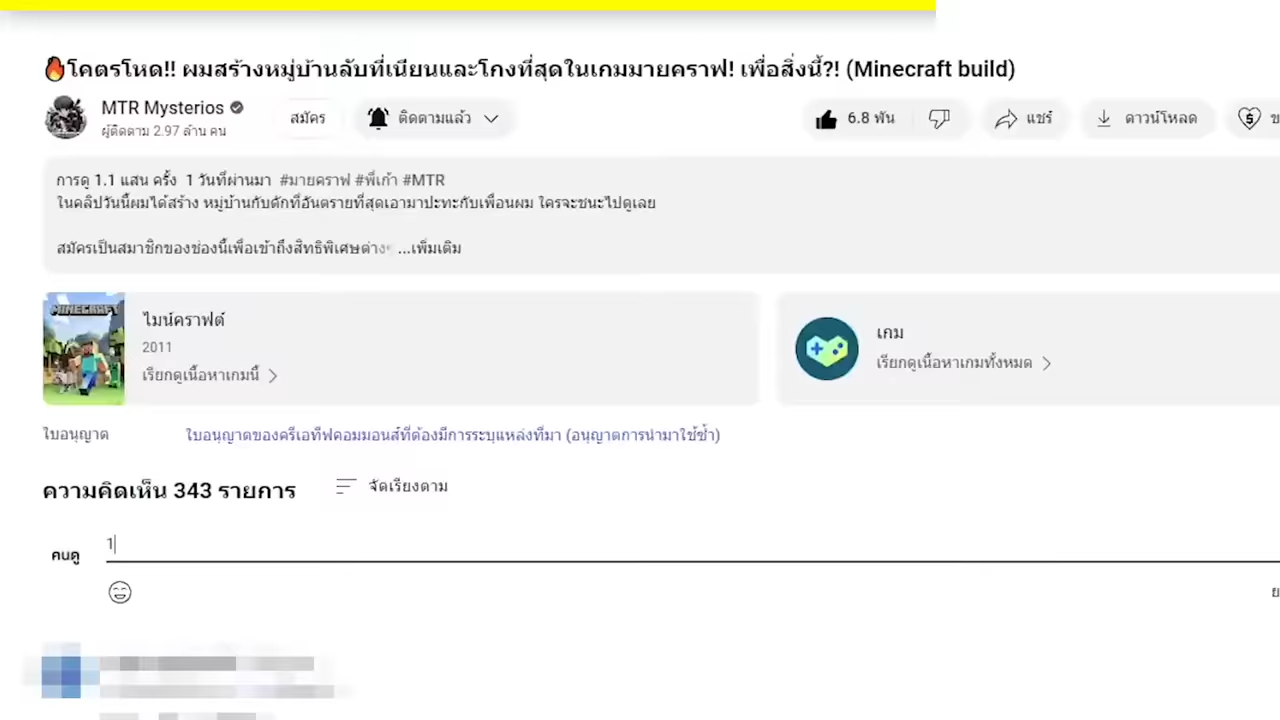 🔥โคตรโหด!! ผมสร้างหมู่บ้านลับที่เนียนและโกงที่สุดในเกมมายคราฟ! เพื่อสิ่งนี้?! (Minecraft build)
MTR Mysterios
ผู้ติดตาม 2.97 ล้าน คน
สมัคร
ติดตามแล้ว
6.8 พัน
แชร์
ดาวน์โหลด
การดู 1.1 แสน ครั้ง 1 วันที่ผ่านมา #มายคราฟ #พี่เก้า #MTR
ในคลิปวันนี้ผมได้สร้าง หมู่บ้านกับดักที่อันตรายที่สุดเอามาปะทะกับเพื่อนผม ใครจะชนะไปดูเลย
สมัครเป็นสมาชิกของช่องนี้เพื่อเข้าถึงสิทธิพิเศษต่างๆ ...เพิ่มเติม
MINECRAFT
ไมน์คราฟต์
2011
เรียกดูเนื้อหาเกมนี้
เกม
เรียกดูเนื้อหาเกมทั้งหมด
ใบอนุญาต
ใบอนุญาตของครีเอทีฟคอมมอนส์ที่ต้องมีการระบุแหล่งที่มา (อนุญาตการนำมาใช้ซ้ำ)
ความคิดเห็น 343 รายการ
จัดเรียงตาม
คนดู
1